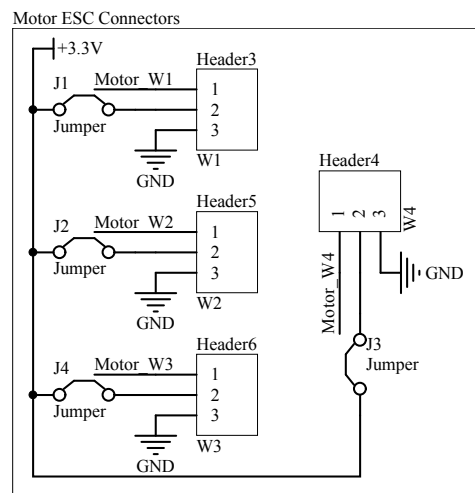 Motor ESC Connectors
+3.3V
Header3
J1
Motor_W1
1
2
3
Jumper
W1
GND
Header5
J2
Motor_W2
1
2
3
Jumper
W2
GND
Header6
J4
Motor_W3
1
2
3
Jumper
W3
GND
Header4
1
2
3
W4
Motor_W4
GND
J3
Jumper